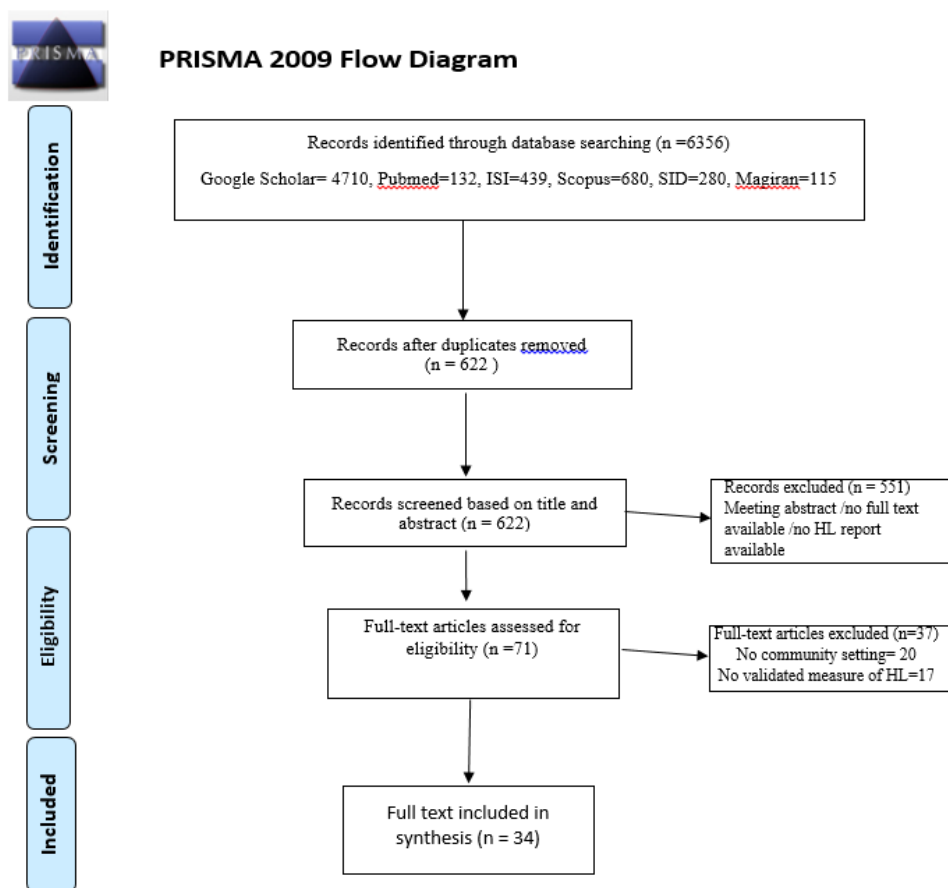 PRISMA
PRISMA 2009 Flow Diagram
Identification
Records identified through database searching (n =6356)
Google Scholar= 4710, Pubmed=132, ISI=439, Scopus=680, SID=280, Magiran=115
Screening
Records after duplicates removed
(n = 622 )
Records screened based on title and
abstract (n = 622)
Records excluded (n = 551)
Meeting abstract /no full text
available /no HL report
available
Eligibility
Full-text articles assessed for
eligibility (n =71)
Full-text articles excluded (n=37)
No community setting= 20
No validated measure of HL=17
Included
Full text included in
synthesis (n = 34)